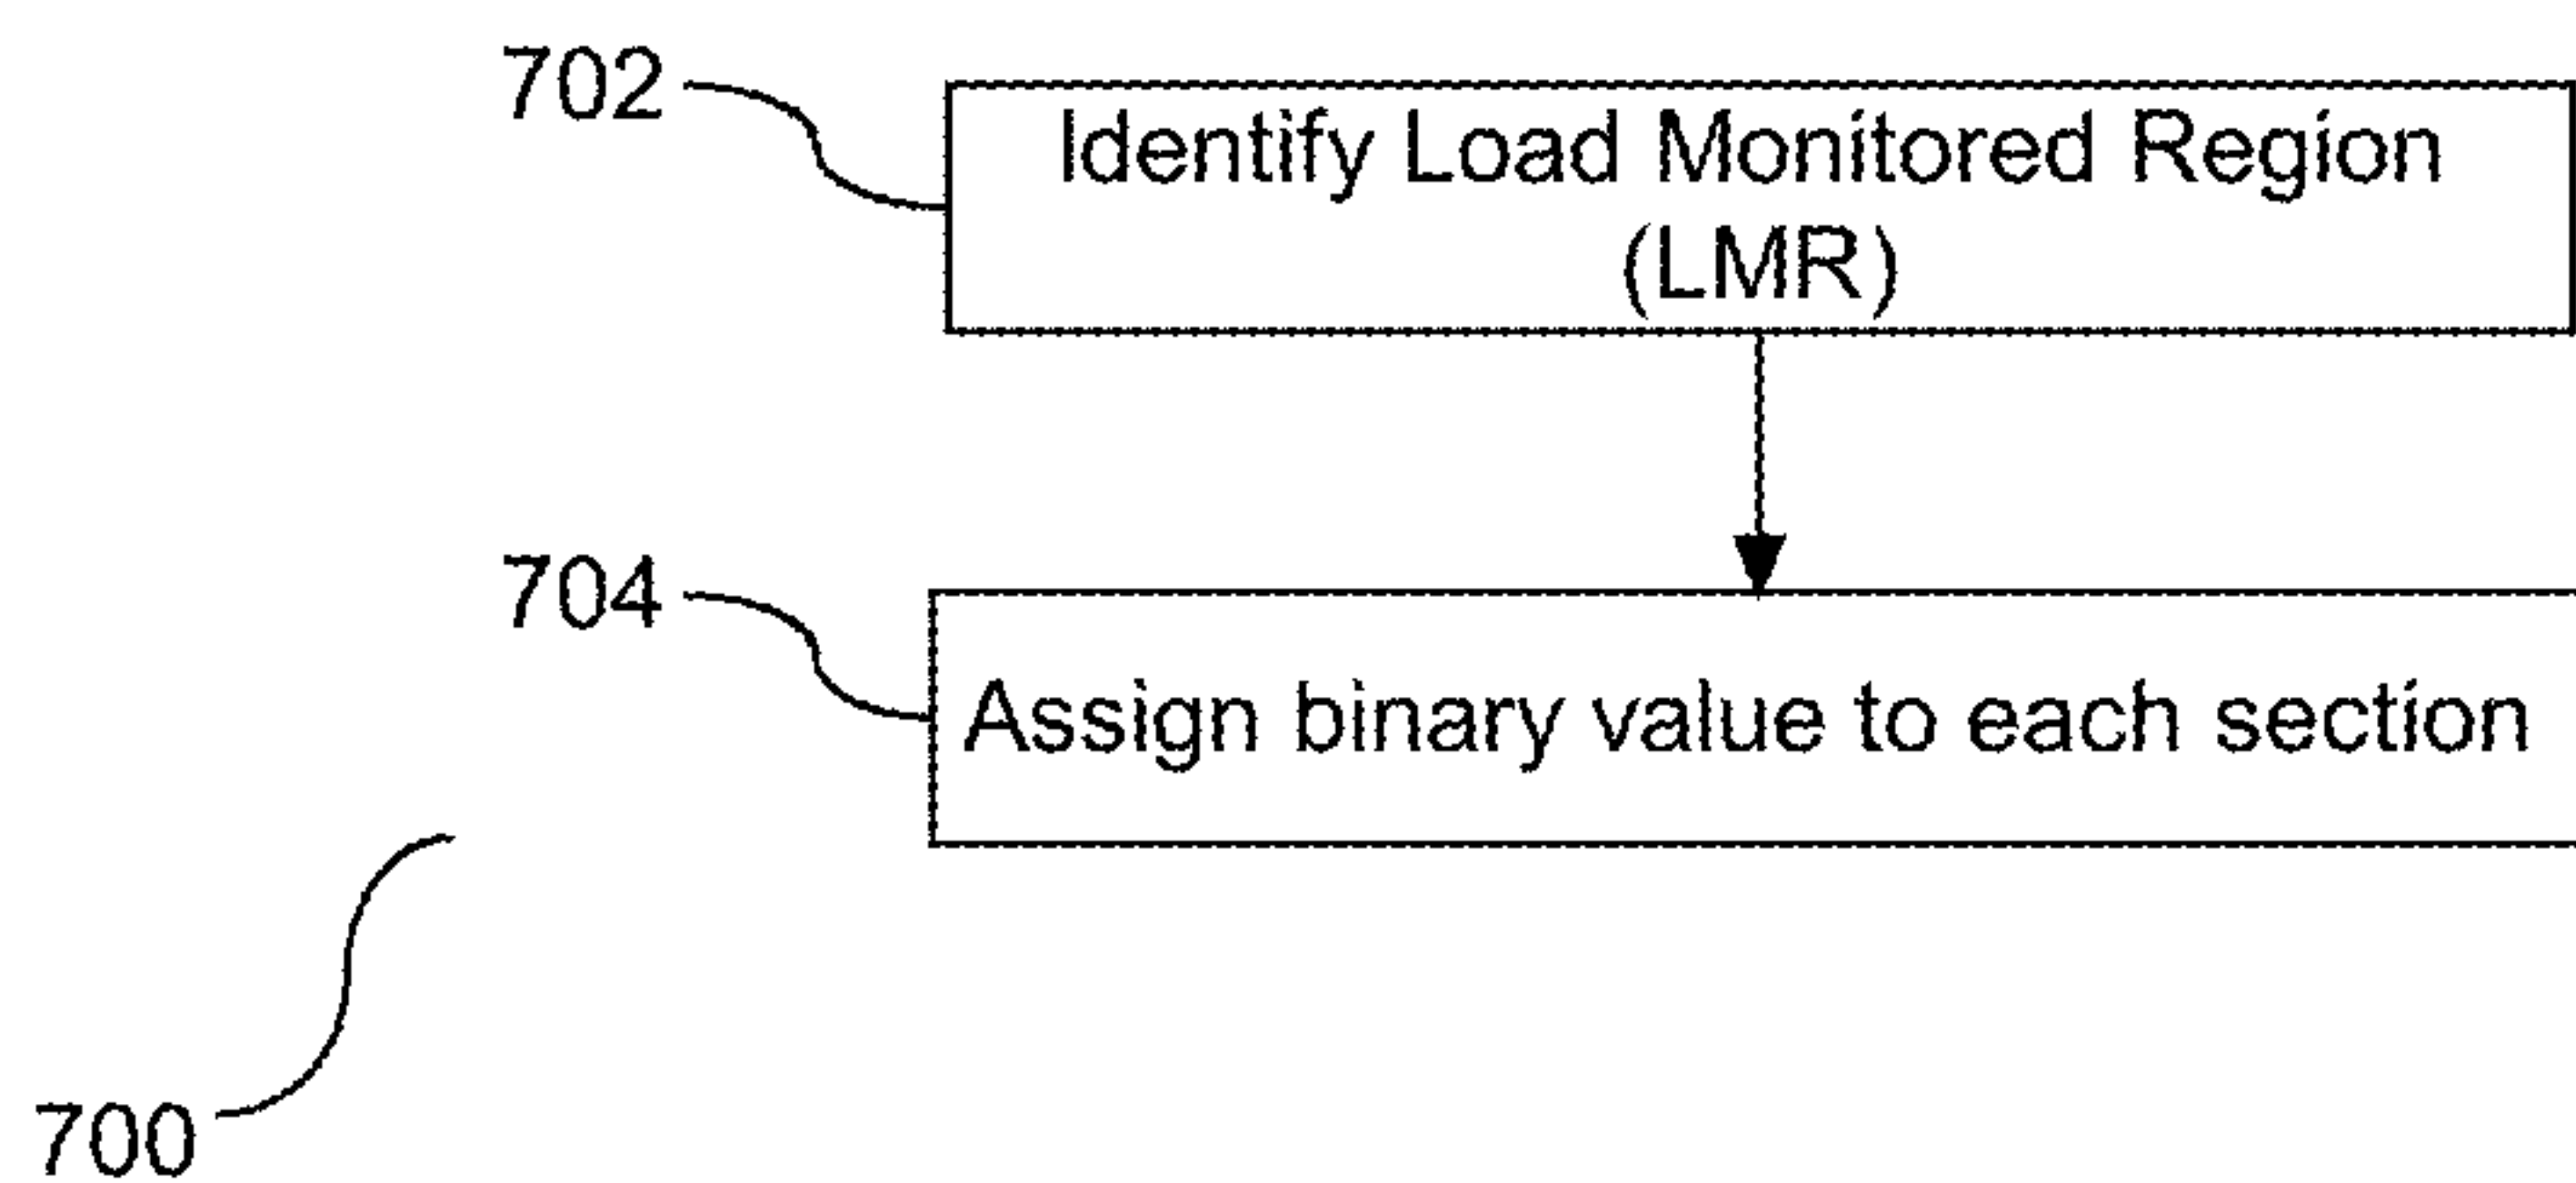 702
Identify Load Monitored Region
(LMR)
704
Assign binary value to each section
700